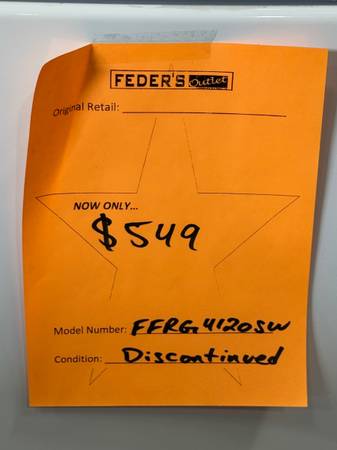 FEDER'S Outlet
Original Retail:
NOW ONLY...
$549
Model Number: FFRG4120SW
Condition: Discontinued